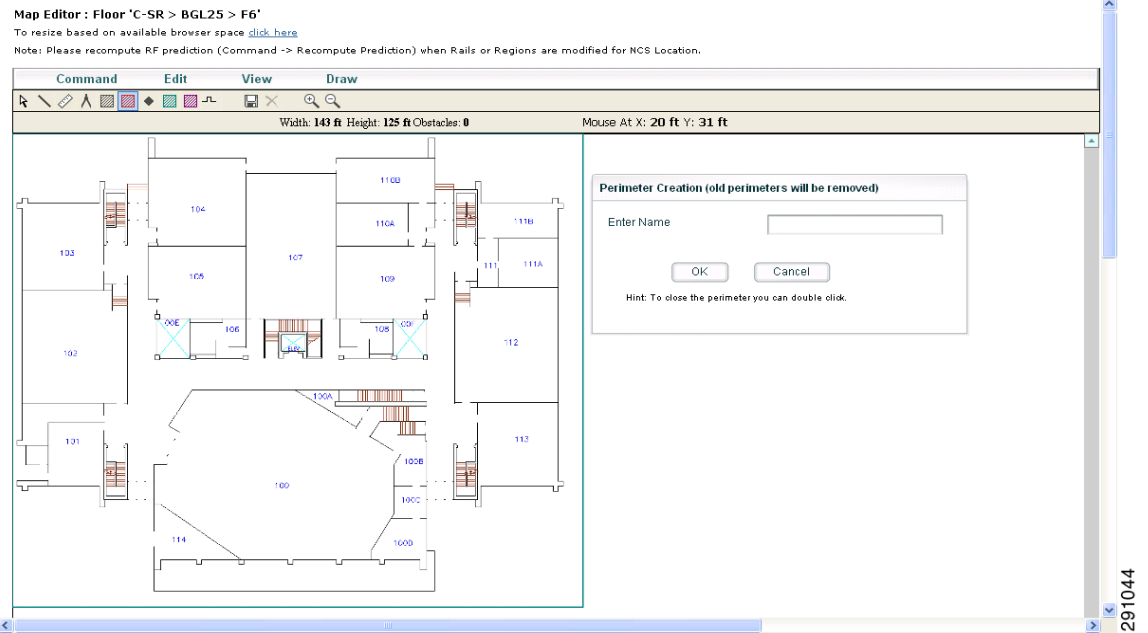 Map Editor : Floor 'C-SR > BGL25 > F6'
To resize based on available browser space click here
Note: Please recompute RF prediction (Command -> Recompute Prediction) when Rails or Regions are modified for NCS Location.
Command Edit View Draw
Width: 143 ft Height: 125 ft Obstacles: 0 Mouse At X: 20 ft Y: 31 ft
Perimeter Creation (old perimeters will be removed)
Enter Name
OK Cancel
Hint: To close the perimeter you can double click.
110B
104
110A
111B
103
107
111
111A
105
109
00E
106
108
ELEV
102
112
100A
101
113
100B
100
100C
114
100D
291044